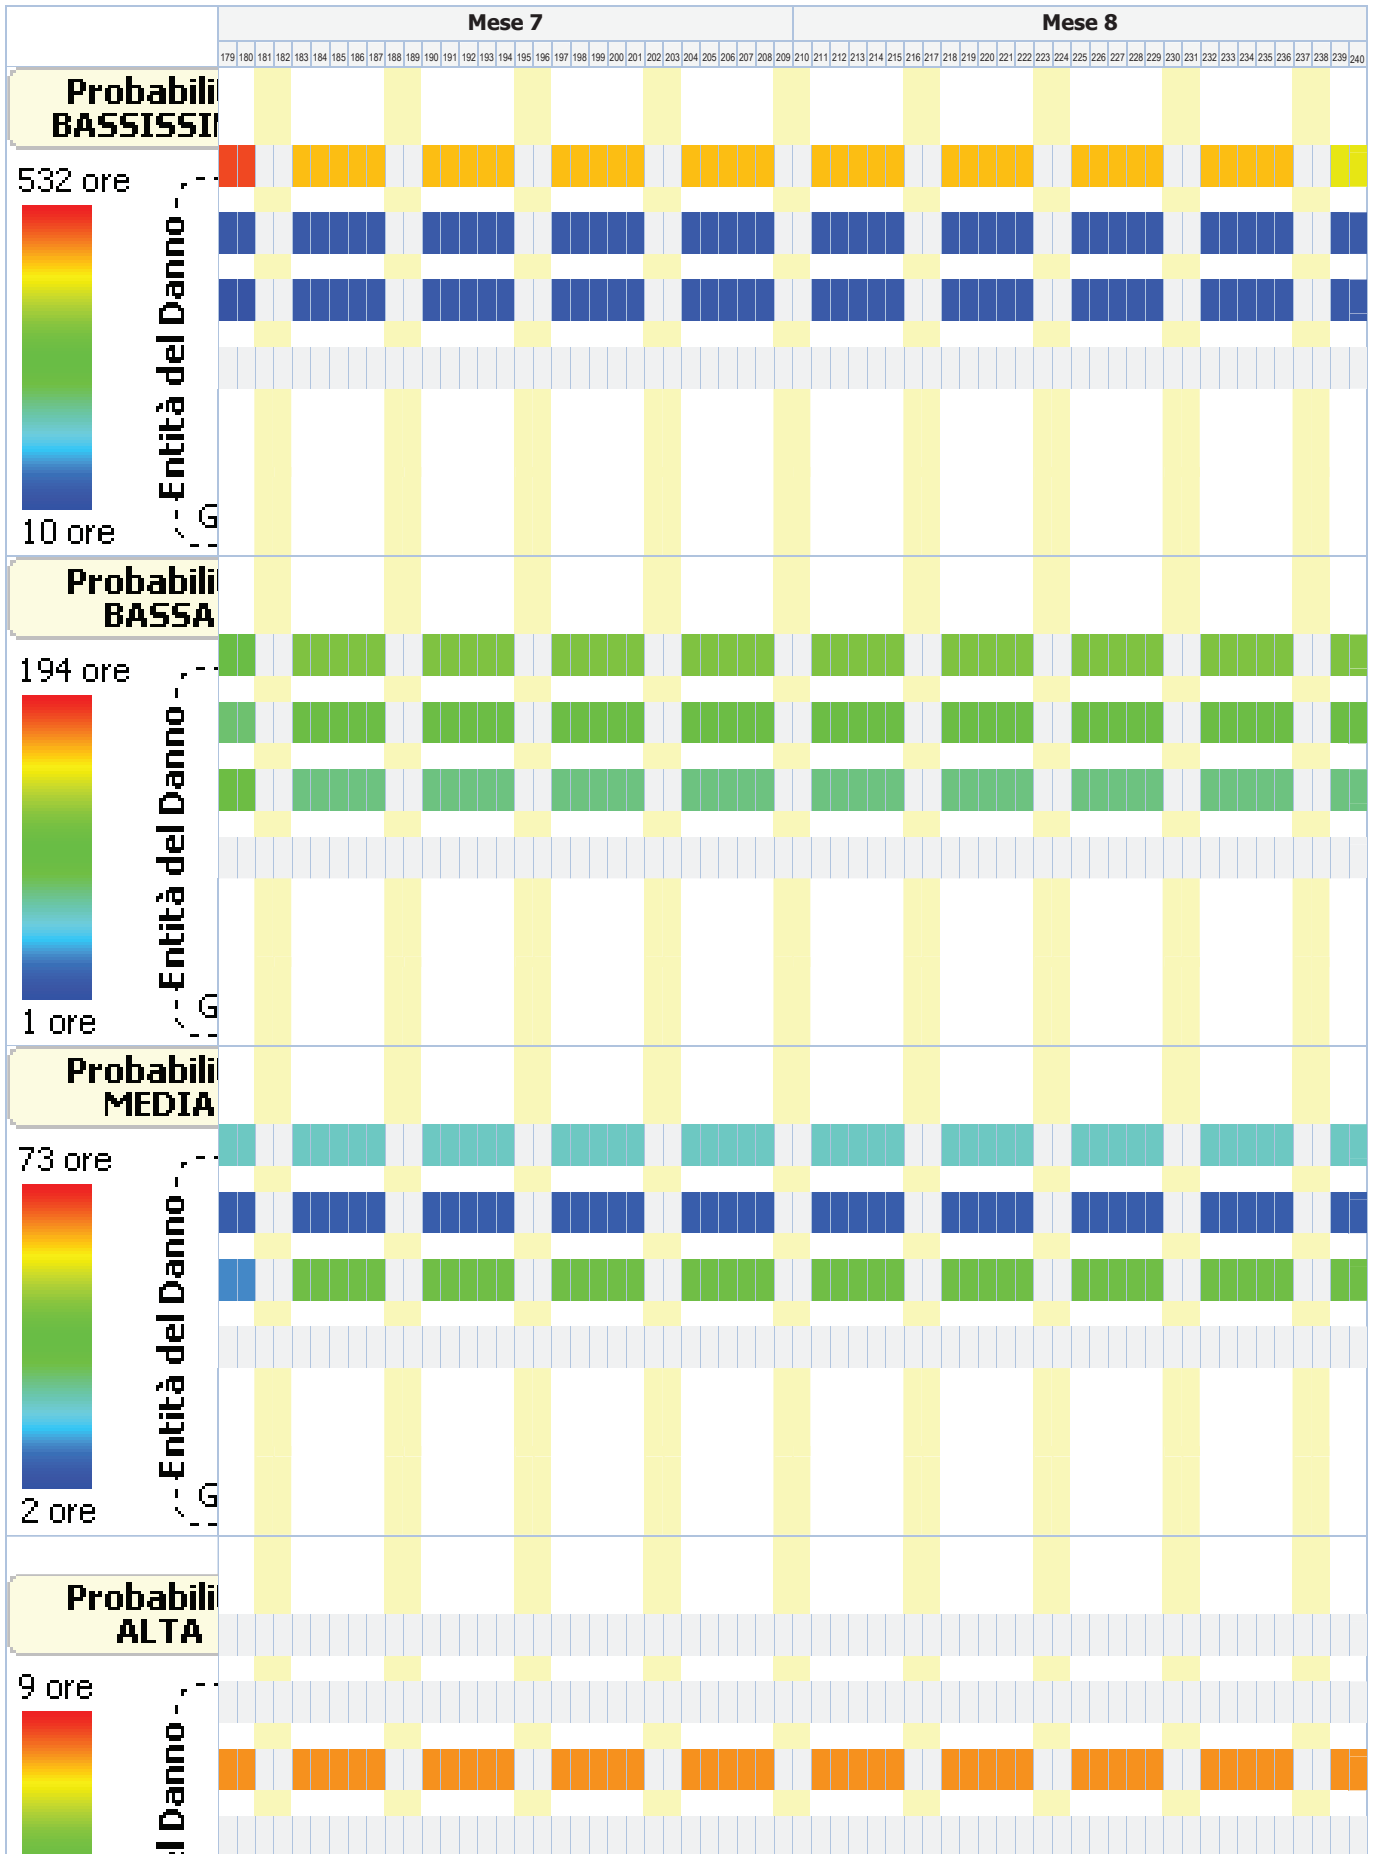 Mese 7 Mese 8
179 180 181 182 183 184 185 186 187 188 189 190 191 192 193 194 195 196 197 198 199 200 201 202 203 204 205 206 207 208 209 210 211 212 213 214 215 216 217 218 219 220 221 222 223 224 225 226 227 228 229 230 231 232 233 234 235 236 237 238 239 240
Probabili
BASSISSI
532 ore
Entità del Danno
G
10 ore
Probabili
BASSA
194 ore
Entità del Danno
G
1 ore
Probabili
MEDIA
73 ore
Entità del Danno
G
2 ore
Probabili
ALTA
9 ore
el Danno